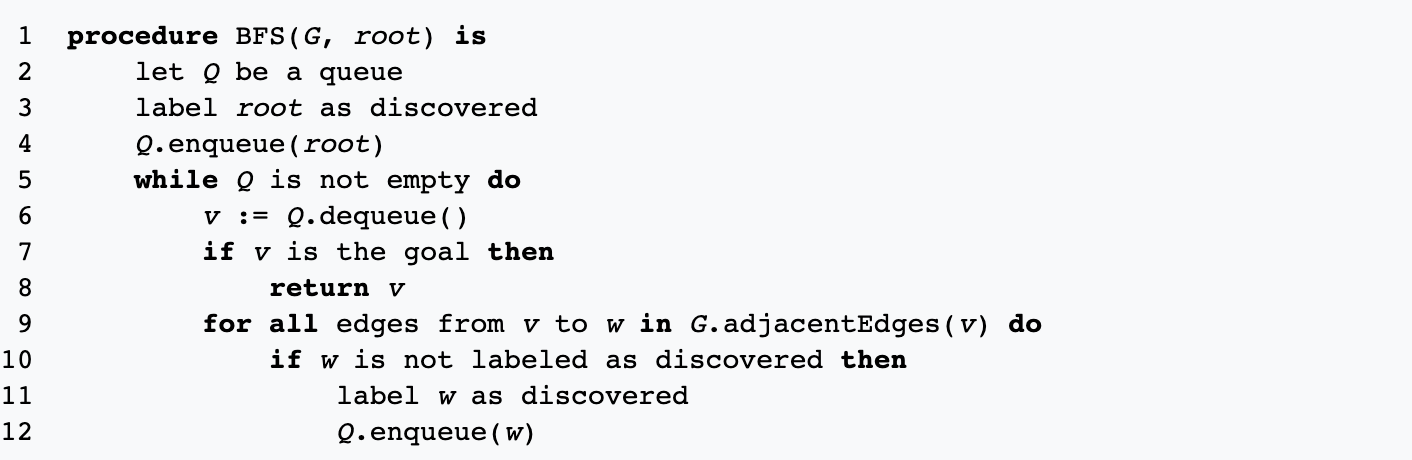 1 procedure BFS(G, root) is
2 let Q be a queue
3 label root as discovered
4 Q.enqueue(root)
5 while Q is not empty do
6 v := Q.dequeue()
7 if v is the goal then
8 return v
9 for all edges from v to w in G.adjacentEdges(v) do
10 if w is not labeled as discovered then
11 label w as discovered
12 Q.enqueue(w)